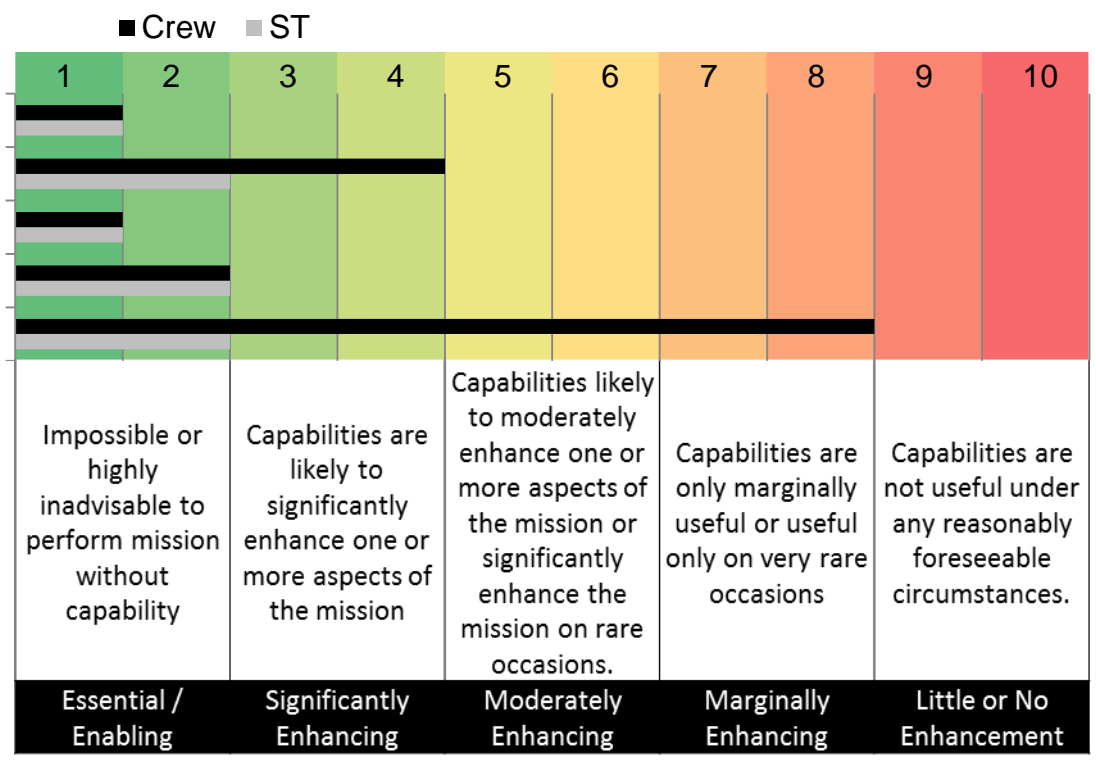 Crew ST
1 2 3 4 5 6 7 8 9 10
Impossible or
highly
inadvisable to
perform mission
without
capability
Capabilities are
likely to
significantly
enhance one or
more aspects of
the mission
Capabilities likely
to moderately
enhance one or
more aspects of
the mission or
significantly
enhance the
mission on rare
occasions.
Capabilities are
only marginally
useful or useful
only on very rare
occasions
Capabilities are
not useful under
any reasonably
foreseeable
circumstances.
Essential /
Enabling
Significantly
Enhancing
Moderately
Enhancing
Marginally
Enhancing
Little or No
Enhancement